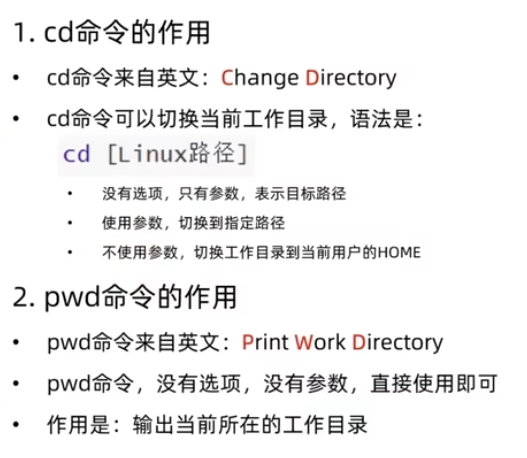 1. cd命令的作用
• cd命令来自英文：Change Directory
• cd命令可以切换当前工作目录，语法是：
cd [Linux路径]
• 没有选项，只有参数，表示目标路径
• 使用参数，切换到指定路径
• 不使用参数，切换工作目录到当前用户的HOME
2. pwd命令的作用
• pwd命令来自英文：Print Work Directory
• pwd命令，没有选项，没有参数，直接使用即可
• 作用是：输出当前所在的工作目录